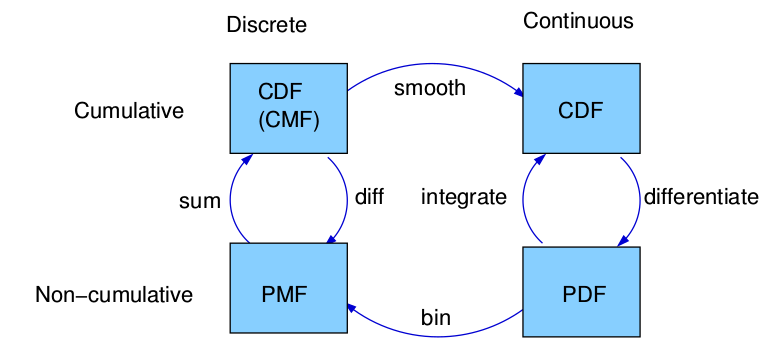 Discrete
Continuous
Cumulative
CDF
(CMF)
smooth
CDF
sum
diff
integrate
differentiate
Non−cumulative
PMF
bin
PDF